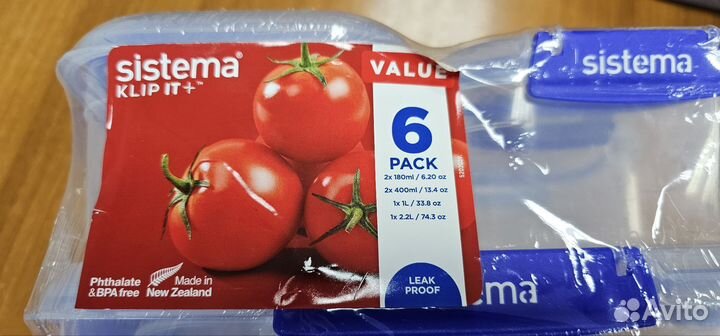 sistema®
KLIP IT+™
VALUE
6
PACK
2x 180ml / 6.20 oz
2x 400ml / 13.4 oz
1x 1L / 33.8 oz
1x 2.2L / 74.3 oz
LEAK
PROOF
Phthalate
& BPA free
Made in
New Zealand
sistema
ema
Avito